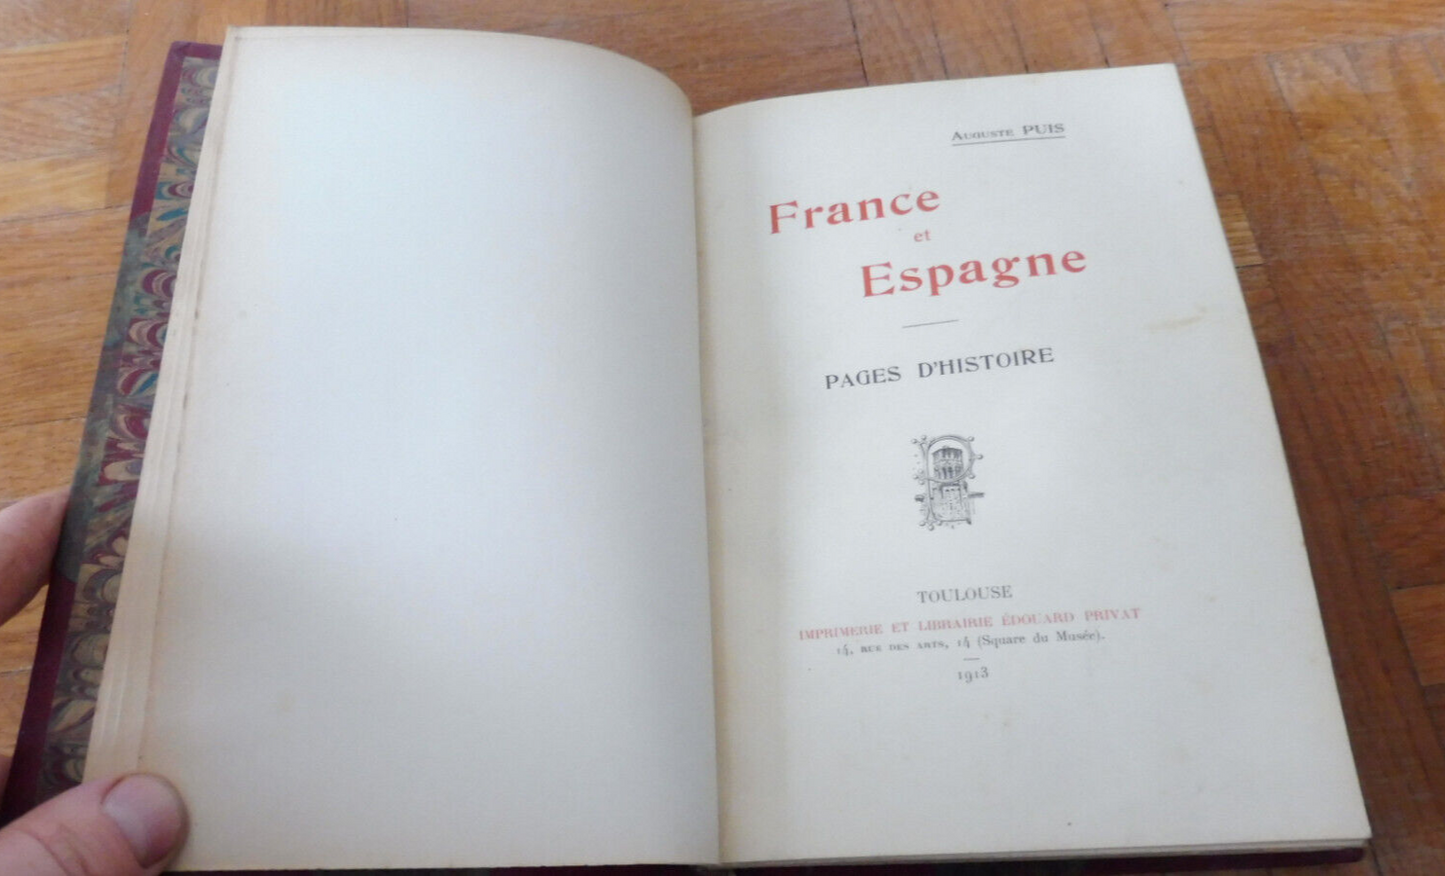 Auguste PUIS
France
et
Espagne
PAGES D'HISTOIRE
TOULOUSE
IMPRIMERIE ET LIBRAIRIE ÉDOUARD PRIVAT
14, RUE DES ARTS, 14 (Square du Musée).
1913